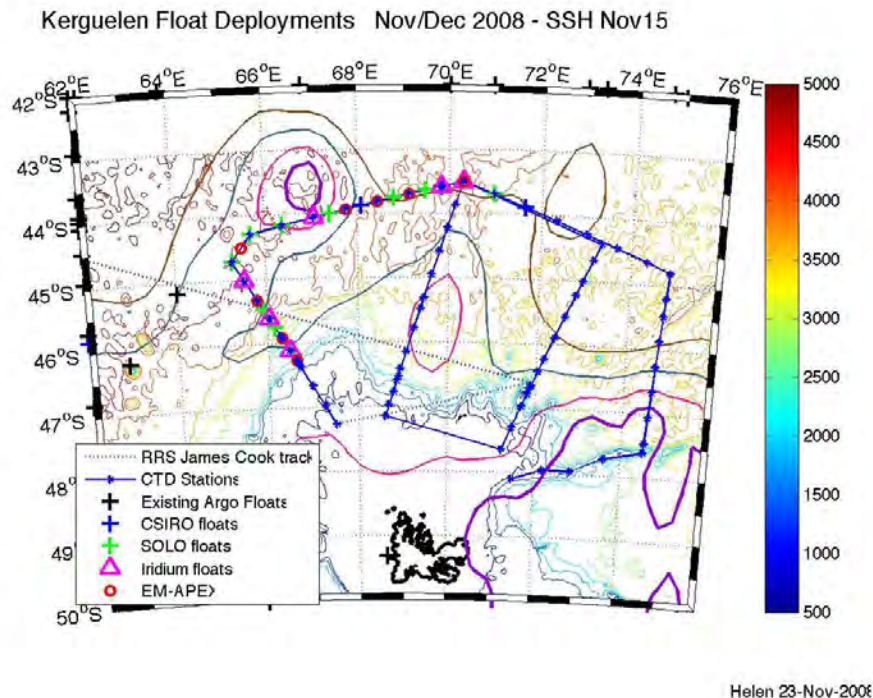 Kerguelen Float Deployments Nov/Dec 2008 - SSH Nov15
62°E 64°E 66°E 68°E 70°E 72°E 74°E 76°E
42°S
43°S
44°S
45°S
46°S
47°S
48°S
49°
50°S
5000
4500
4000
3500
3000
2500
2000
1500
1000
500
RRS James Cook track
CTD Stations
Existing Argo Floats
CSIRO floats
SOLO floats
Iridium floats
EM-APEX
Helen 23-Nov-2008